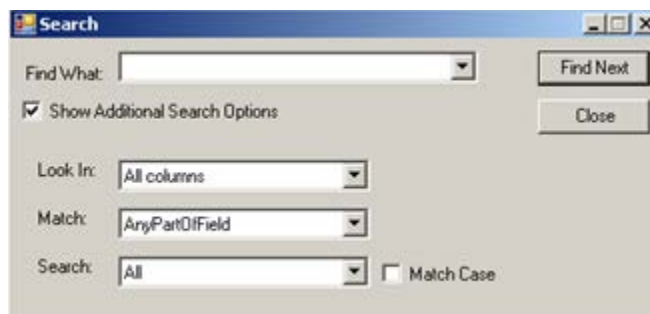 Search
Find What: Find Next
Show Additional Search Options
Close
Look In: All columns
Match: AnyPartOfField
Search: All Match Case